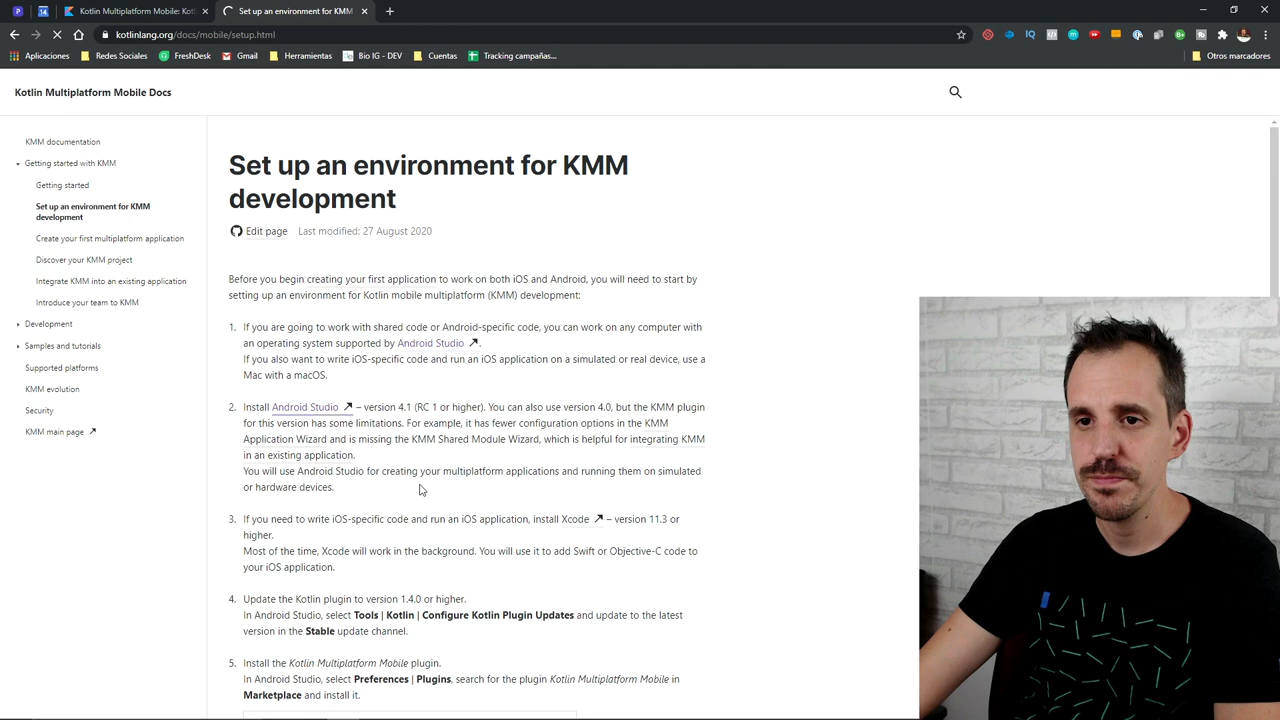 Kotlin Multiplatform Mobile: Kot
Set up an environment for KMM
kotlinlang.org/docs/mobile/setup.html
Aplicaciones
Redes Sociales
FreshDesk
Gmail
Herramientas
Bio IG - DEV
Cuentas
Tracking campañas...
Otros marcadores
Kotlin Multiplatform Mobile Docs
KMM documentation
Getting started with KMM
Getting started
Set up an environment for KMM
development
Create your first multiplatform application
Discover your KMM project
Integrate KMM into an existing application
Introduce your team to KMM
Development
Samples and tutorials
Supported platforms
KMM evolution
Security
KMM main page
Set up an environment for KMM
development
Edit page Last modified: 27 August 2020
Before you begin creating your first application to work on both iOS and Android, you will need to start by
setting up an environment for Kotlin mobile multiplatform (KMM) development:
1. If you are going to work with shared code or Android-specific code, you can work on any computer with
an operating system supported by Android Studio.
If you also want to write iOS-specific code and run an iOS application on a simulated or real device, use a
Mac with a macOS.
2. Install Android Studio – version 4.1 (RC 1 or higher). You can also use version 4.0, but the KMM plugin
for this version has some limitations. For example, it has fewer configuration options in the KMM
Application Wizard and is missing the KMM Shared Module Wizard, which is helpful for integrating KMM
in an existing application.
You will use Android Studio for creating your multiplatform applications and running them on simulated
or hardware devices.
3. If you need to write iOS-specific code and run an iOS application, install Xcode – version 11.3 or
higher.
Most of the time, Xcode will work in the background. You will use it to add Swift or Objective-C code to
your iOS application.
4. Update the Kotlin plugin to version 1.4.0 or higher.
In Android Studio, select Tools | Kotlin | Configure Kotlin Plugin Updates and update to the latest
version in the Stable update channel.
5. Install the Kotlin Multiplatform Mobile plugin.
In Android Studio, select Preferences | Plugins, search for the plugin Kotlin Multiplatform Mobile in
Marketplace and install it.